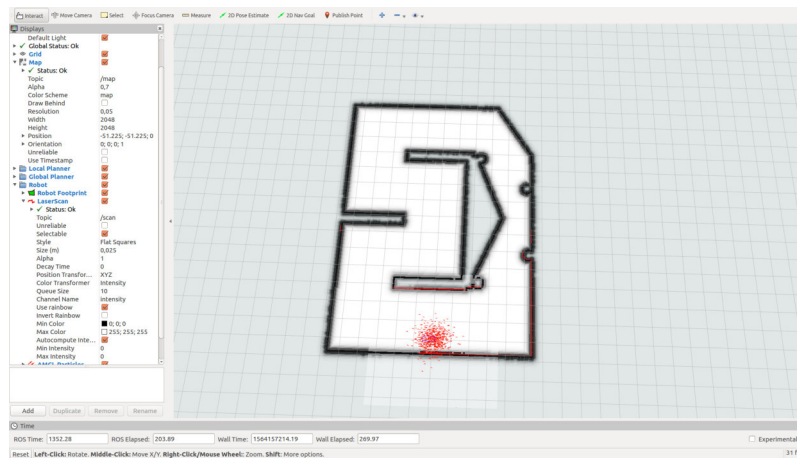 Interact Move Camera Select Focus Camera Measure 2D Pose Estimate 2D Nav Goal Publish Point
Displays
Default Light
Global Status: Ok
Grid
Map
Status: Ok
Topic /map
Alpha 0,7
Color Scheme map
Draw Behind
Resolution 0,05
Width 2048
Height 2048
Position -51.225; -51.225; 0
Orientation 0; 0; 0; 1
Unreliable
Use Timestamp
Local Planner
Global Planner
Robot
Robot Footprint
LaserScan
Status: Ok
Topic /scan
Unreliable
Selectable
Style Flat Squares
Size (m) 0,025
Alpha 1
Decay Time 0
Position Transfor... XYZ
Color Transformer Intensity
Queue Size 10
Channel Name intensity
Use rainbow
Invert Rainbow
Min Color 0; 0; 0
Max Color 255; 255; 255
Autocompute Inte...
Min Intensity 0
Max Intensity 0
AMCL Particles
Add Duplicate Remove Rename
Time
ROS Time: 1352.28 ROS Elapsed: 203.89 Wall Time: 1564157214.19 Wall Elapsed: 269.97 Experimental
Reset Left-Click: Rotate. Middle-Click: Move X/Y. Right-Click/Mouse Wheel: Zoom. Shift: More options. 31 f